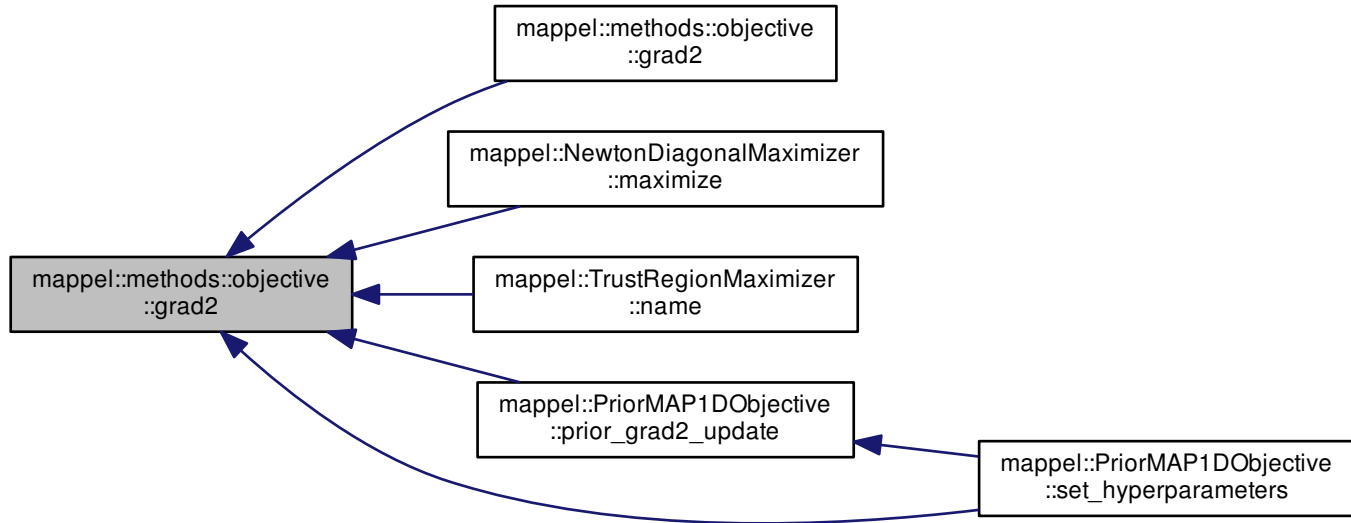 mappel::methods::objective
::grad2
mappel::NewtonDiagonalMaximizer
::maximize
mappel::methods::objective
::grad2
mappel::TrustRegionMaximizer
::name
mappel::PriorMAP1DObjective
::prior_grad2_update
mappel::PriorMAP1DObjective
::set_hyperparameters